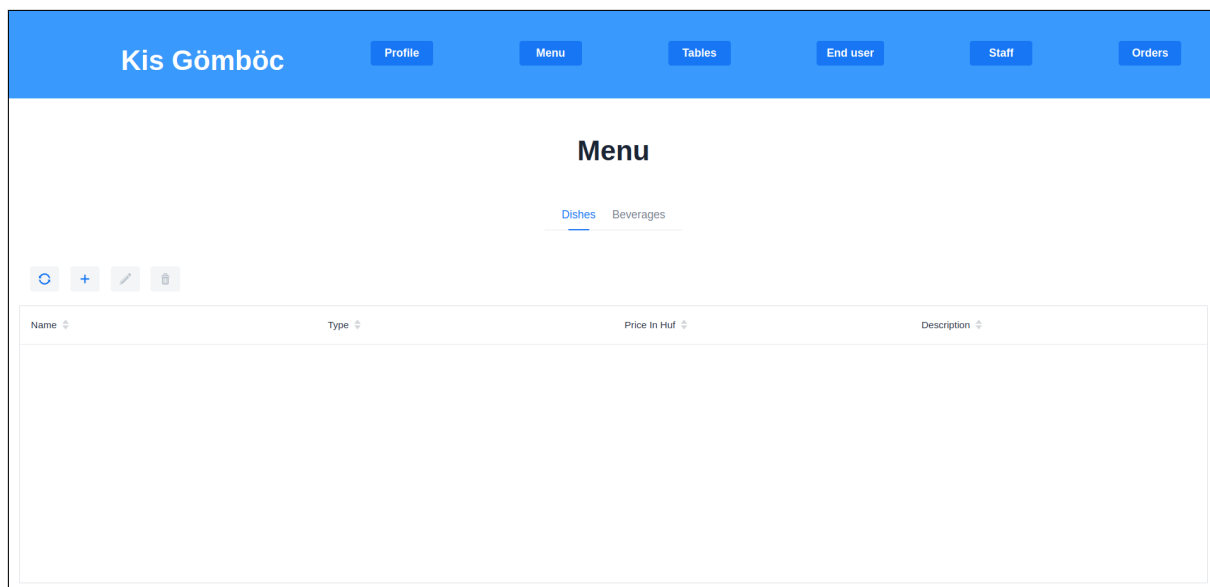 Kis Gömböc Profile Menu Tables End user Staff Orders
Menu
Dishes Beverages
Name Type Price In Huf Description